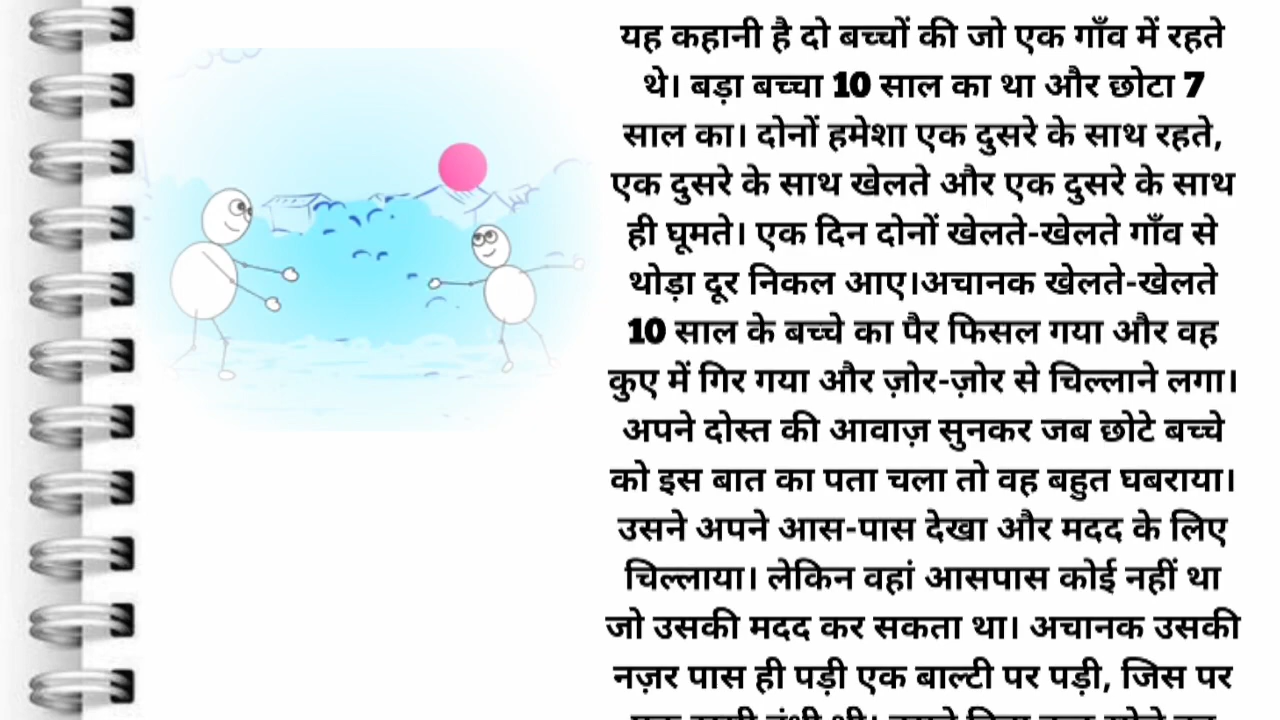 यह कहानी है दो बच्चों की जो एक गाँव में रहते
थे। बड़ा बच्चा 10 साल का था और छोटा 7
साल का। दोनों हमेशा एक दुसरे के साथ रहते,
एक दुसरे के साथ खेलते और एक दुसरे के साथ
ही घूमते। एक दिन दोनों खेलते-खेलते गाँव से
थोड़ा दूर निकल आए।अचानक खेलते-खेलते
10 साल के बच्चे का पैर फिसल गया और वह
कुए में गिर गया और ज़ोर-ज़ोर से चिल्लाने लगा।
अपने दोस्त की आवाज़ सुनकर जब छोटे बच्चे
को इस बात का पता चला तो वह बहुत घबराया।
उसने अपने आस-पास देखा और मदद के लिए
चिल्लाया। लेकिन वहां आसपास कोई नहीं था
जो उसकी मदद कर सकता था। अचानक उसकी
नज़र पास ही पड़ी एक बाल्टी पर पड़ी, जिस पर